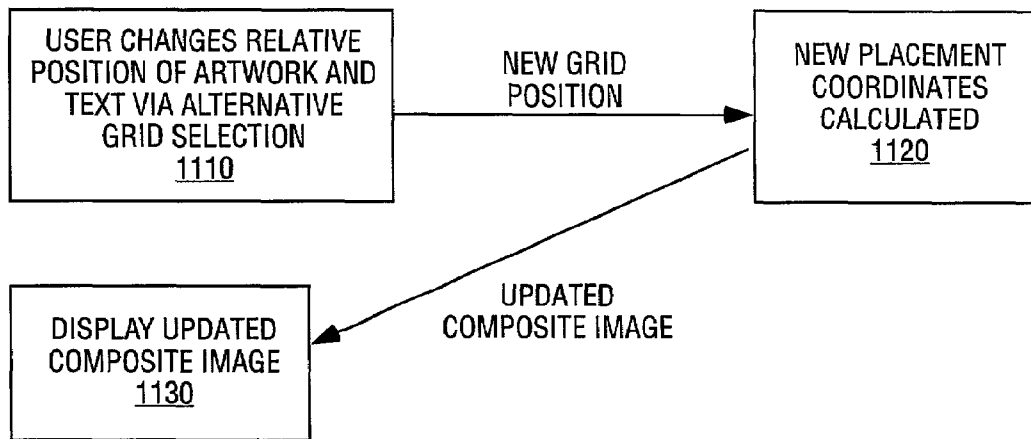 USER CHANGES RELATIVE
POSITION OF ARTWORK AND
TEXT VIA ALTERNATIVE
GRID SELECTION
1110
NEW GRID
POSITION
NEW PLACEMENT
COORDINATES
CALCULATED
1120
UPDATED
COMPOSITE IMAGE
DISPLAY UPDATED
COMPOSITE IMAGE
1130